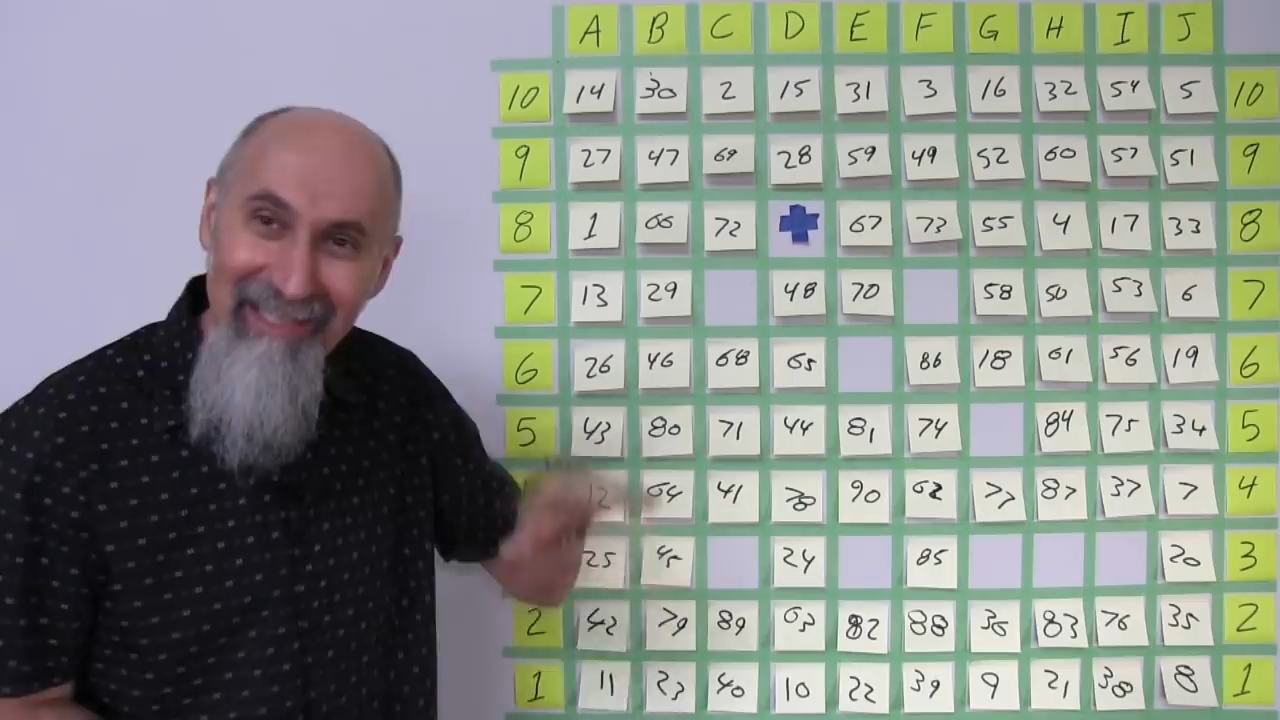 A B C D E F G H I J
10 14 30 2 15 31 3 16 32 54 5 10
9 27 47 69 28 59 49 52 60 57 51 9
8 1 66 72 67 73 55 4 17 33 8
7 13 29 48 70 58 50 53 6 7
6 26 46 68 65 86 18 61 56 19 6
5 43 80 71 44 81 74 84 75 34 5
12 64 41 78 90 62 77 87 37 7 4
25 45 24 85 20 3
2 42 79 89 63 82 88 36 83 76 35 2
1 11 23 40 10 22 39 9 21 38 8 1